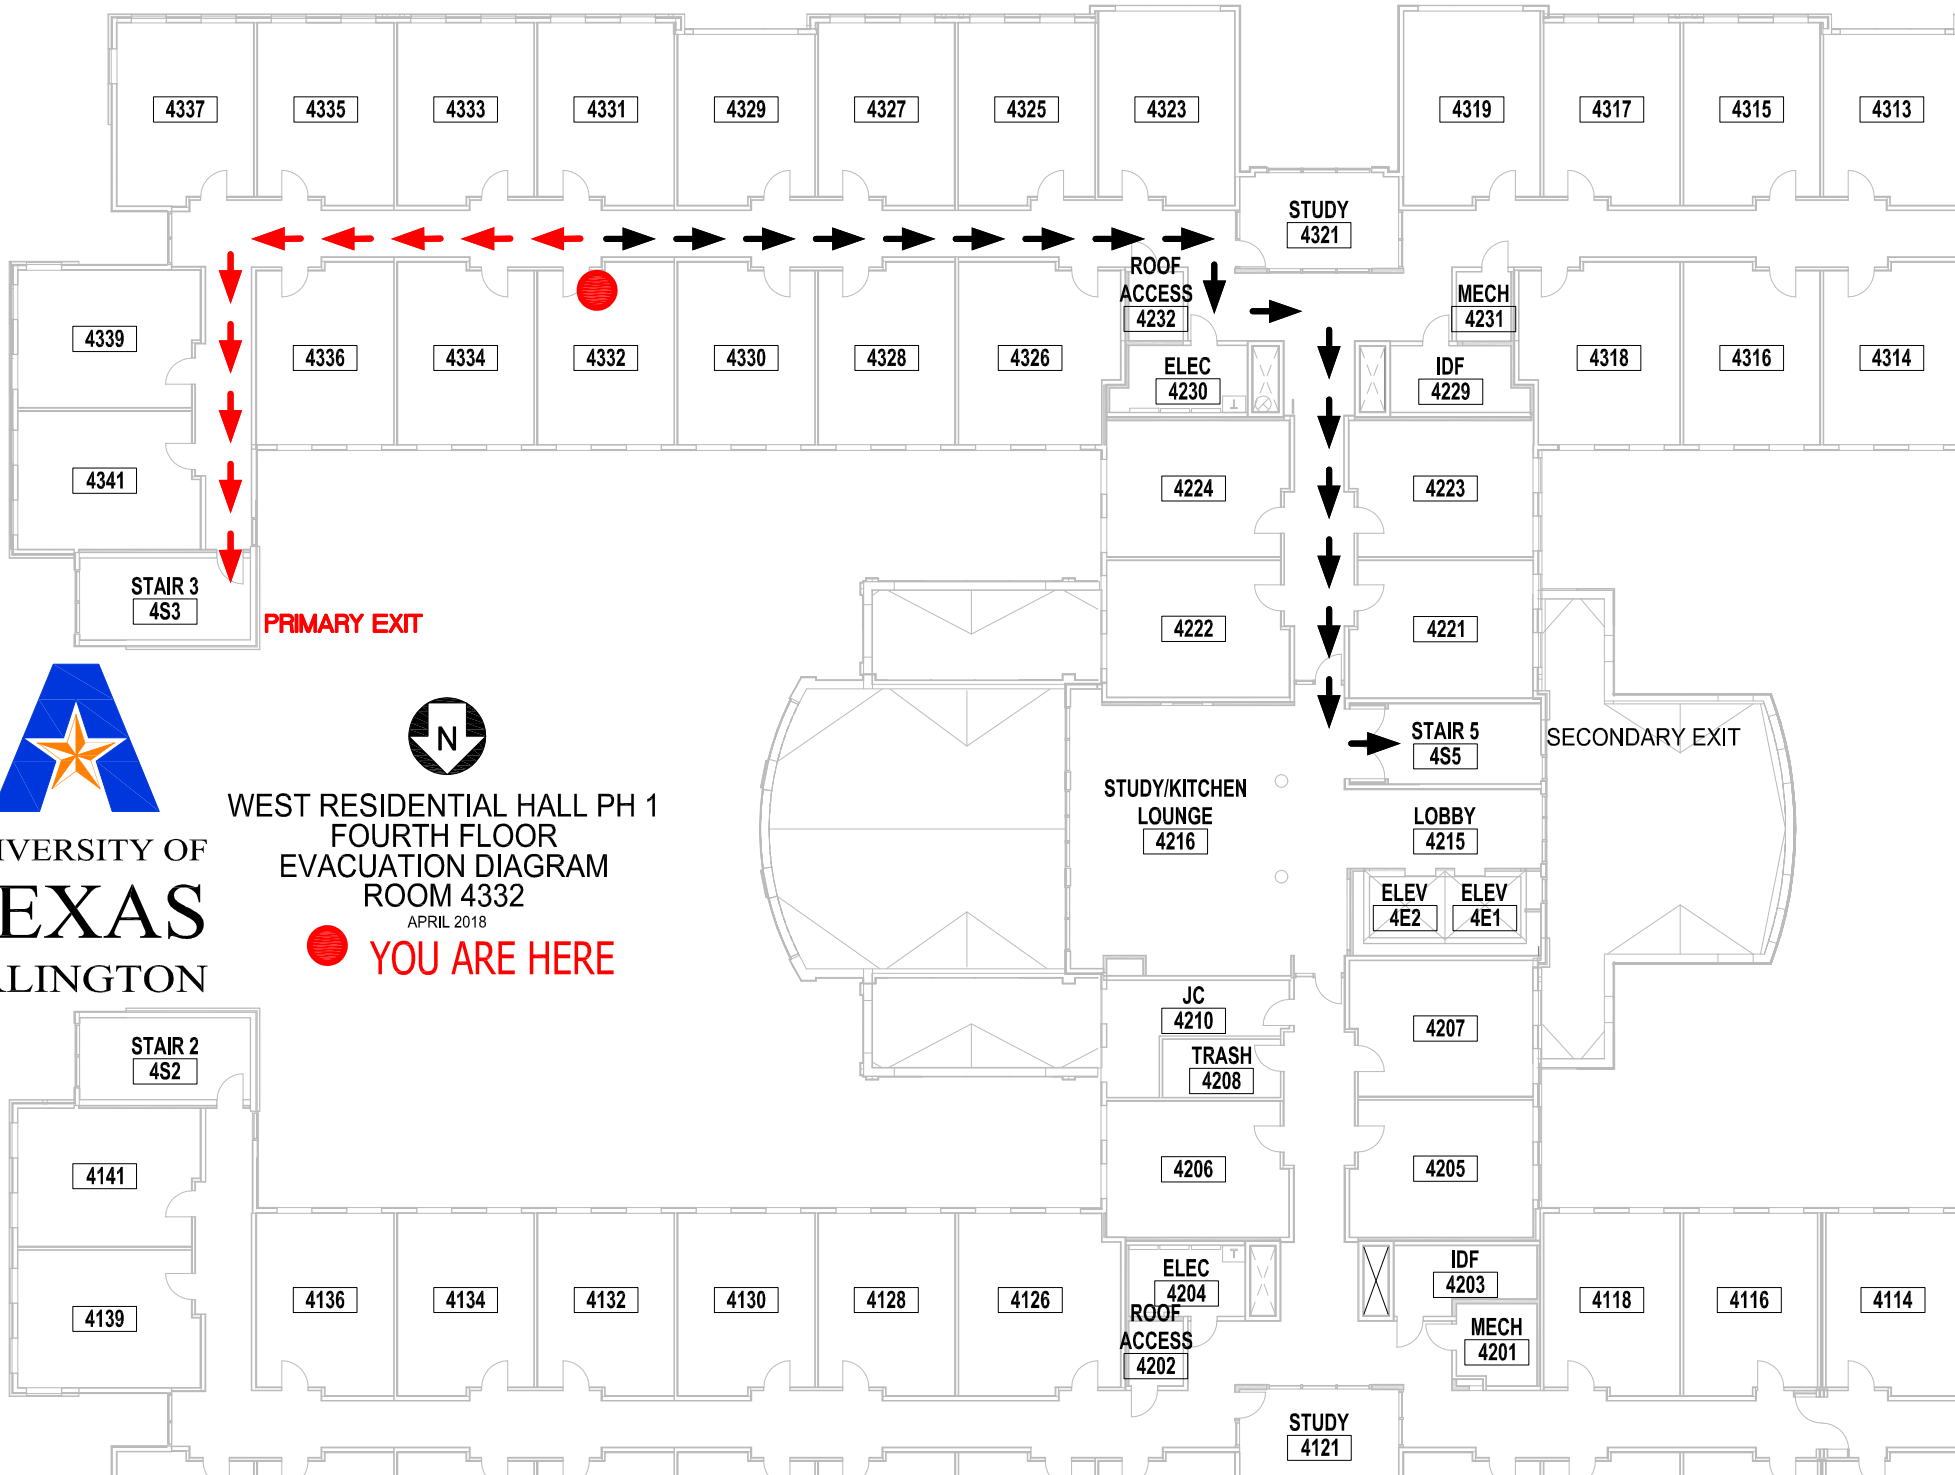 4337
4335
4333
4331
4329
4327
4325
4323
4319
4317
4315
4313
STUDY
4321
ROOF
ACCESS
4232
MECH
4231
4339
4336
4334
4332
4330
4328
4326
ELEC
4230
IDF
4229
4318
4316
4314
4341
4224
4223
STAIR 3
4S3
PRIMARY EXIT
4222
4221
N
STAIR 5
4S5
SECONDARY EXIT
WEST RESIDENTIAL HALL PH 1
FOURTH FLOOR
EVACUATION DIAGRAM
ROOM 4332
APRIL 2018
YOU ARE HERE
STUDY/KITCHEN
LOUNGE
4216
LOBBY
4215
IVERSITY OF
EXAS
LINGTON
ELEV
4E2
ELEV
4E1
JC
4210
4207
STAIR 2
4S2
TRASH
4208
4141
4206
4205
4139
4136
4134
4132
4130
4128
4126
ELEC
4204
IDF
4203
ROOF
ACCESS
4202
MECH
4201
4118
4116
4114
STUDY
4121